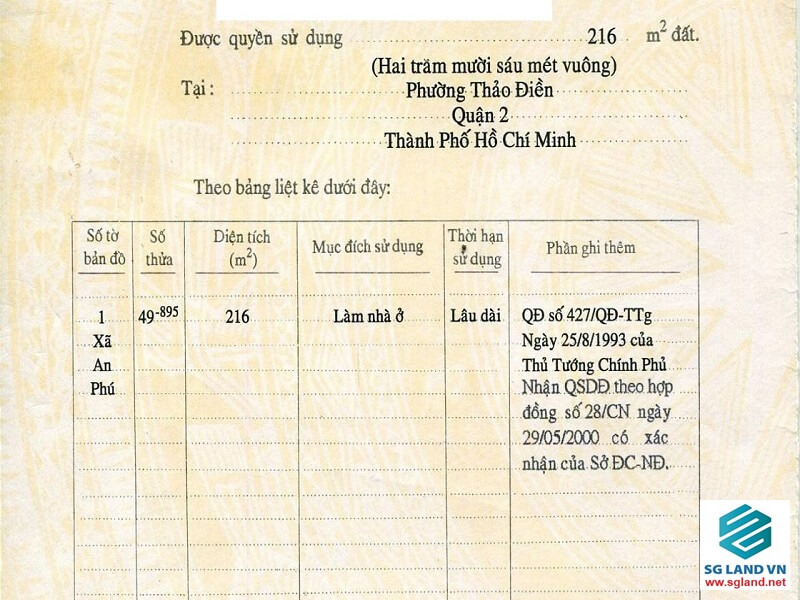 Được quyền sử dụng 216 m² đất.
(Hai trăm mười sáu mét vuông)
Tại: Phường Thảo Điền
Quận 2
Thành Phố Hồ Chí Minh
Theo bảng liệt kê dưới đây:
Số tờ bản đồ
Số thửa
Diện tích (m²)
Mục đích sử dụng
Thời hạn sử dụng
Phần ghi thêm
1 49-895 216 Làm nhà ở Lâu dài QĐ số 427/QĐ-TTg
Xã Ngày 25/8/1993 của
An Thủ Tướng Chính Phủ
Phú Nhận QSDĐ theo hợp
đồng số 28/CN ngày
29/05/2000 có xác
nhận của Sở ĐC-NĐ.
SG LAND VN
www.sgland.net